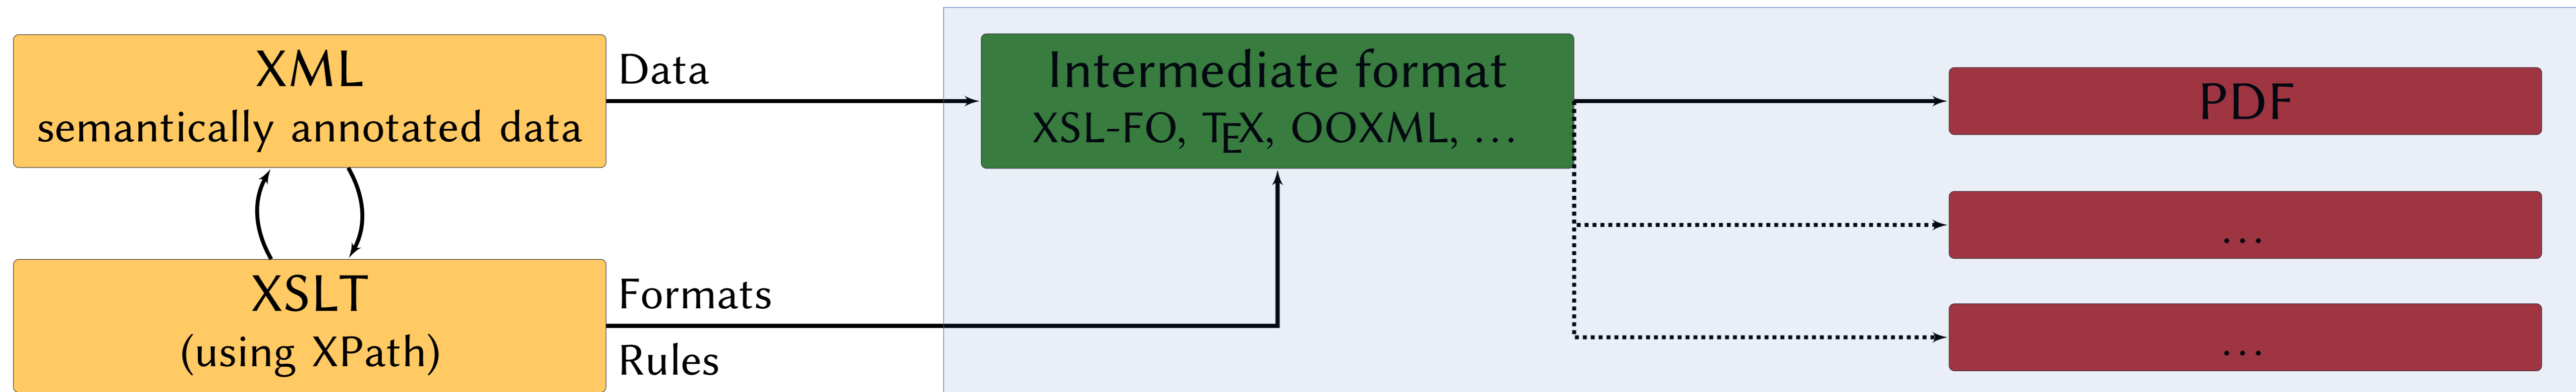 XML
semantically annotated data
Data
Intermediate format
XSL-FO, TEX, OOXML, …
PDF
…
…
XSLT
(using XPath)
Formats
Rules